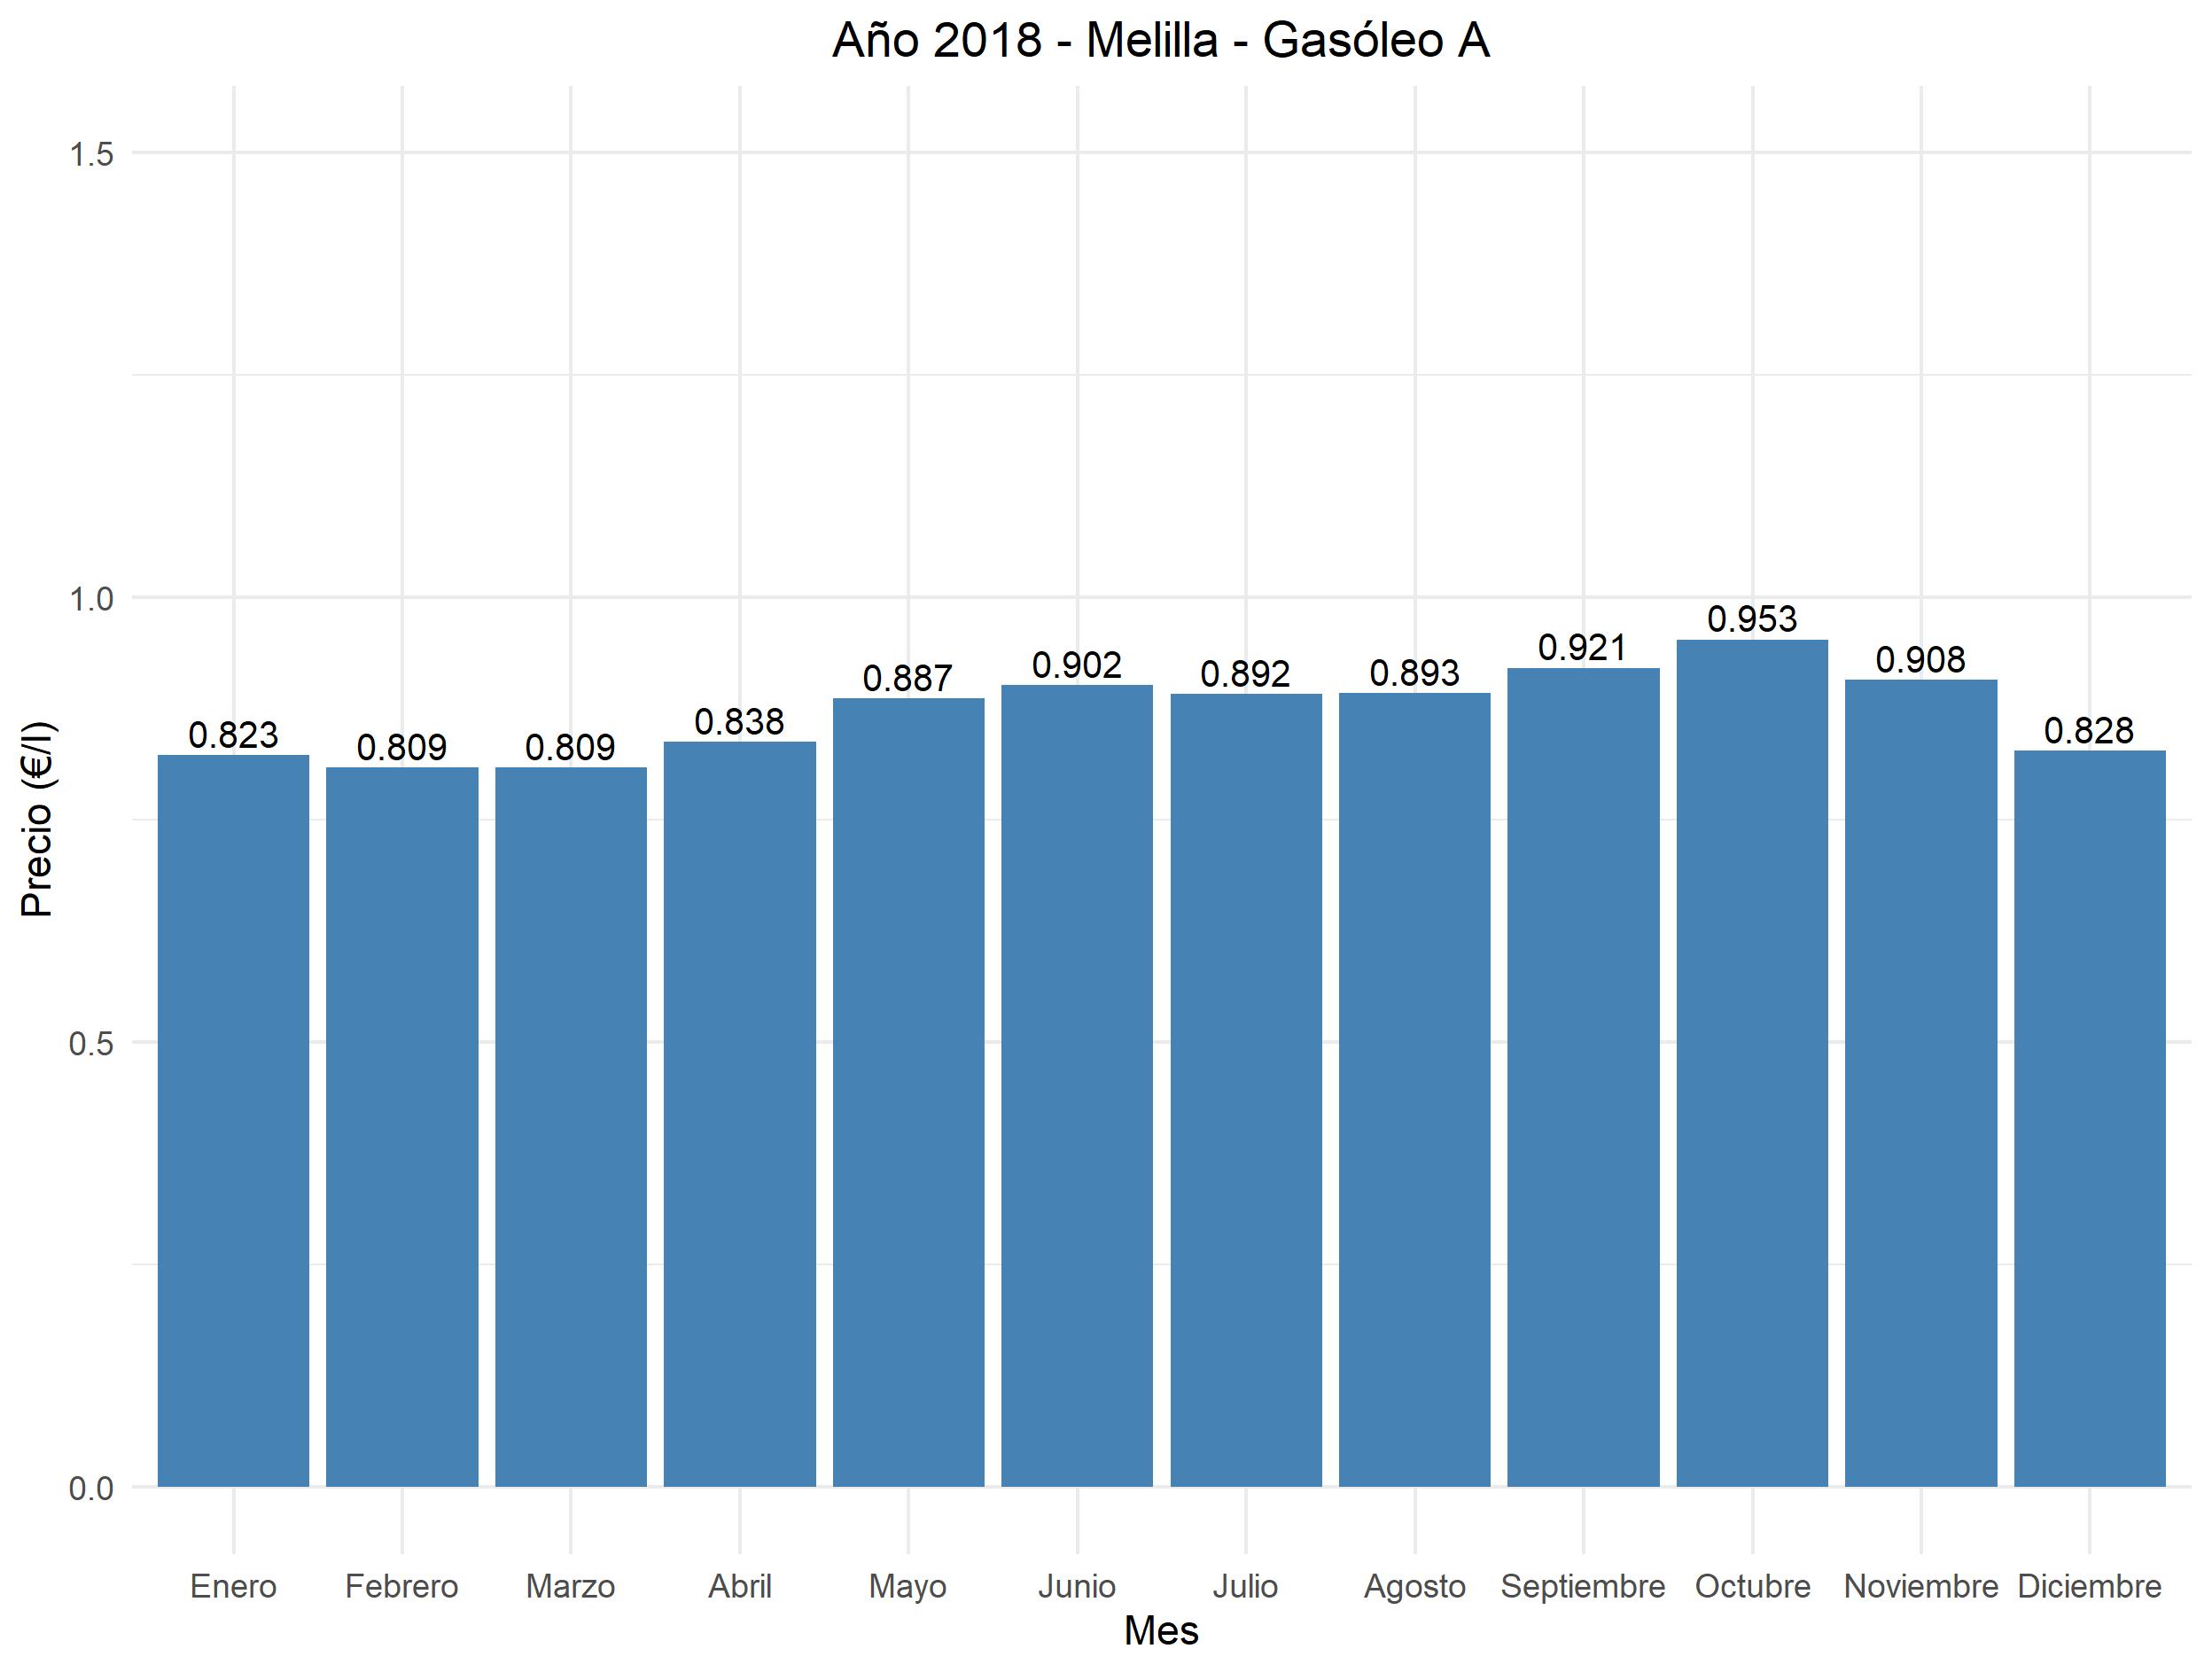 Año 2018 - Melilla - Gasóleo A
1.5
1.0
0.5
0.0
Precio (€/l)
0.823
0.809
0.809
0.838
0.887
0.902
0.892
0.893
0.921
0.953
0.908
0.828
Enero
Febrero
Marzo
Abril
Mayo
Junio
Julio
Agosto
Septiembre
Octubre
Noviembre
Diciembre
Mes